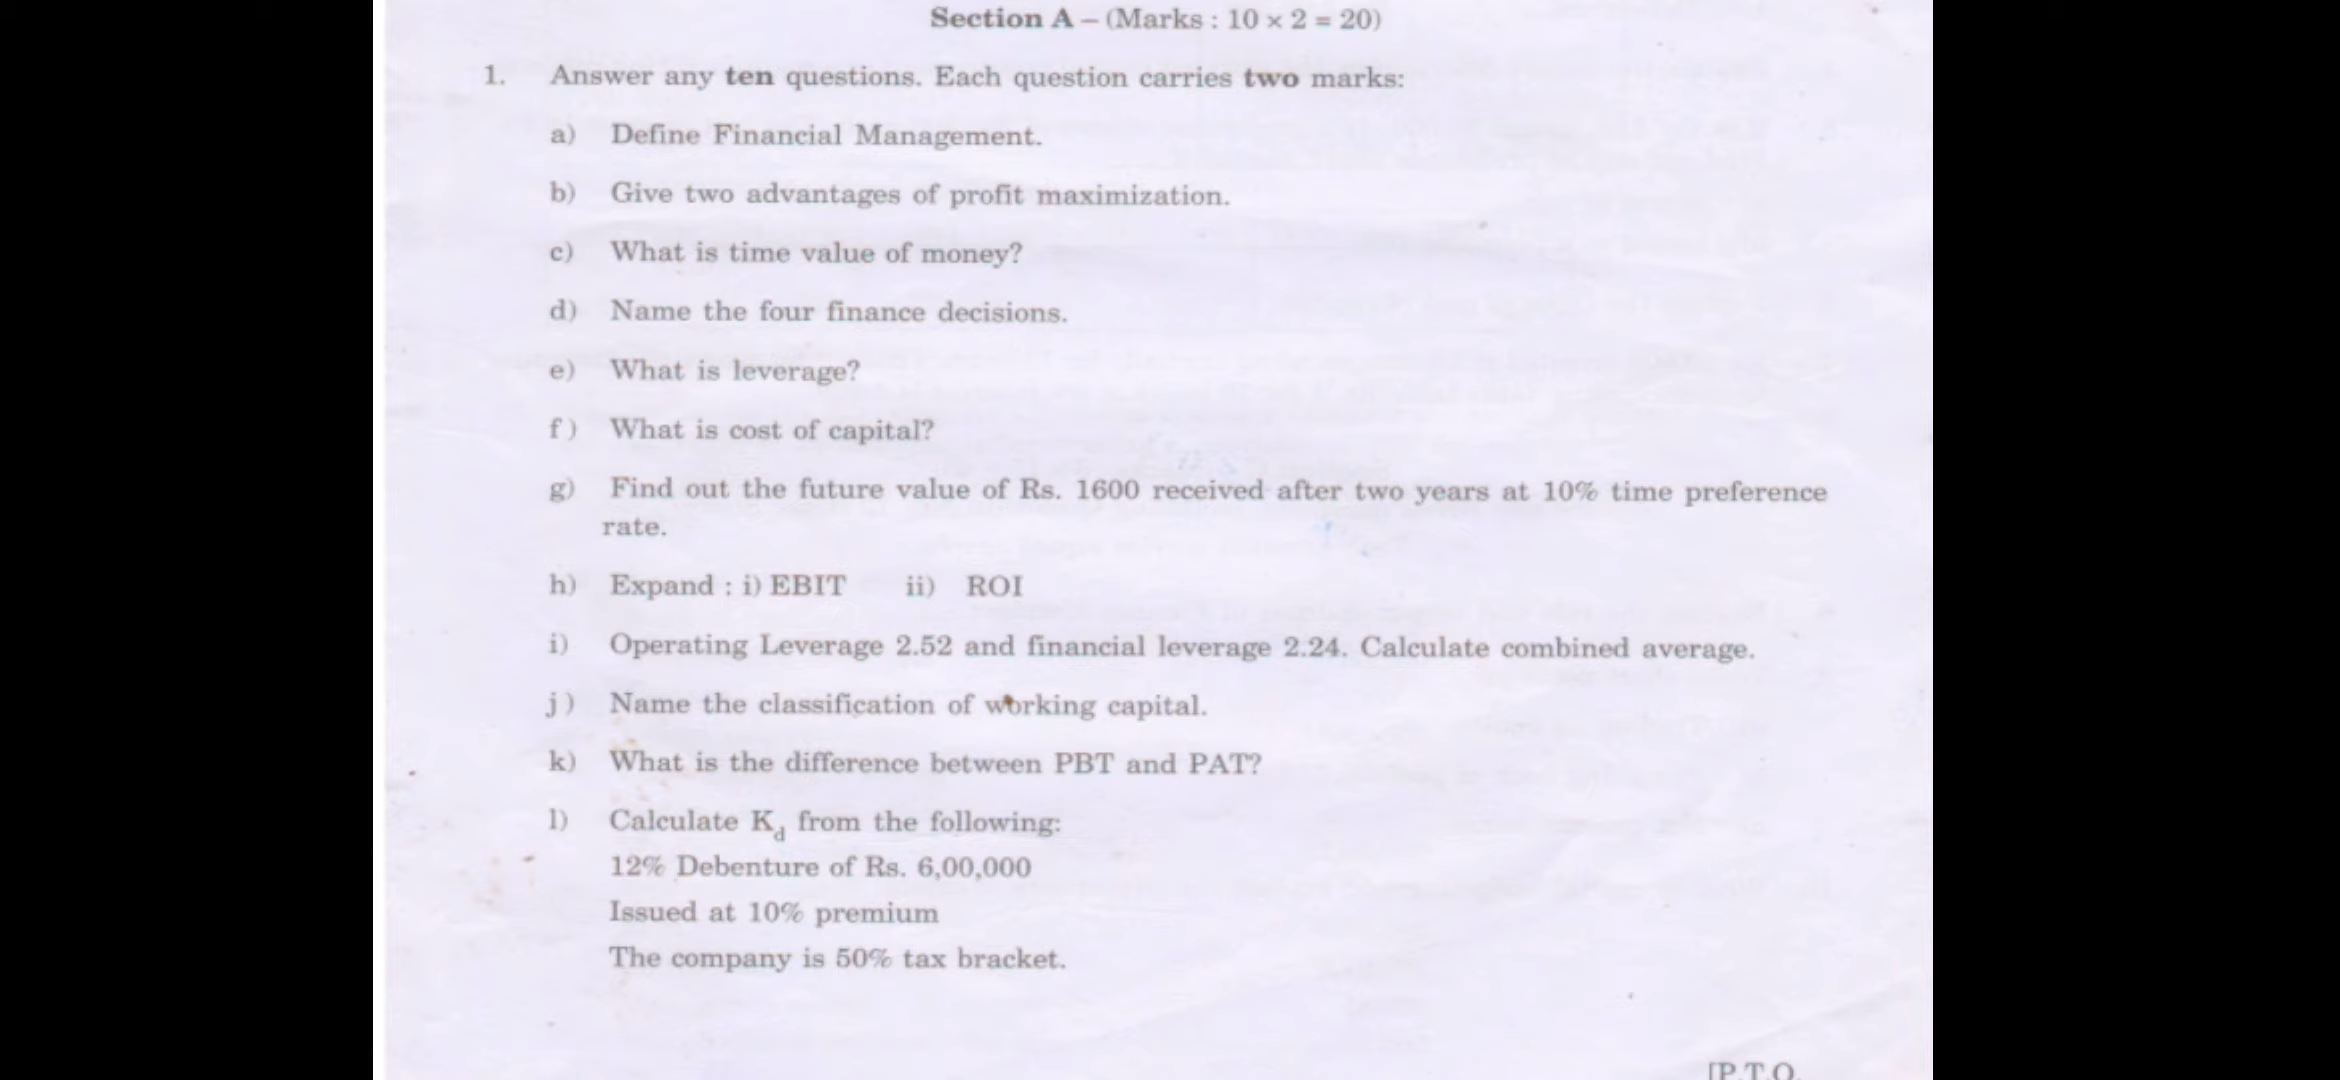 Section A – (Marks : 10 × 2 = 20)
1. Answer any ten questions. Each question carries two marks:
a) Define Financial Management.
b) Give two advantages of profit maximization.
c) What is time value of money?
d) Name the four finance decisions.
e) What is leverage?
f) What is cost of capital?
g) Find out the future value of Rs. 1600 received after two years at 10% time preference
rate.
h) Expand : i) EBIT ii) ROI
i) Operating Leverage 2.52 and financial leverage 2.24. Calculate combined average.
j) Name the classification of working capital.
k) What is the difference between PBT and PAT?
l) Calculate Kd from the following:
12% Debenture of Rs. 6,00,000
Issued at 10% premium
The company is 50% tax bracket.
[P.T.O.